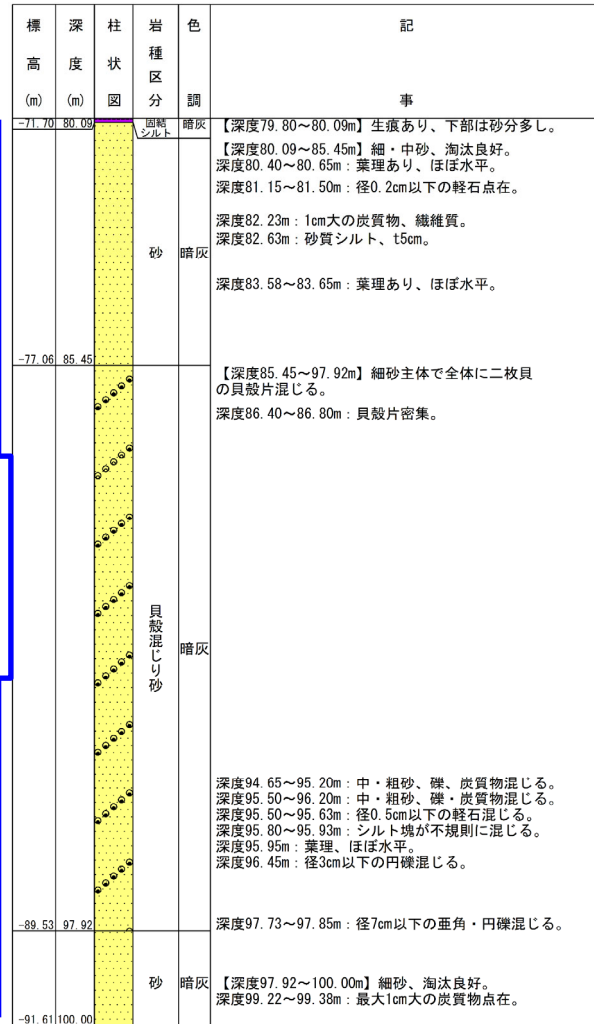 標高(m)
深度(m)
柱状図
岩種区分
色調
記事
-71.70 80.09 固結シルト 暗灰 【深度79.80～80.09m】生痕あり、下部は砂分多し。
【深度80.09～85.45m】細・中砂、淘汰良好。
深度80.40～80.65m：葉理あり、ほぼ水平。
深度81.15～81.50m：径0.2cm以下の軽石点在。
深度82.23m：1cm大の炭質物、繊維質。
深度82.63m：砂質シルト、t5cm。
砂 暗灰
深度83.58～83.65m：葉理あり、ほぼ水平。
-77.06 85.45
【深度85.45～97.92m】細砂主体で全体に二枚貝
の貝殻片混じる。
深度86.40～86.80m：貝殻片密集。
貝殻混じり砂 暗灰
深度94.65～95.20m：中・粗砂、礫、炭質物混じる。
深度95.50～96.20m：中・粗砂、礫・炭質物混じる。
深度95.50～95.63m：径0.5cm以下の軽石混じる。
深度95.80～95.93m：シルト塊が不規則に混じる。
深度95.95m：葉理、ほぼ水平。
深度96.45m：径3cm以下の円礫混じる。
深度97.73～97.85m：径7cm以下の亜角・円礫混じる。
-89.53 97.92
砂 暗灰 【深度97.92～100.00m】細砂、淘汰良好。
深度99.22～99.38m：最大1cm大の炭質物点在。
-91.61 100.00